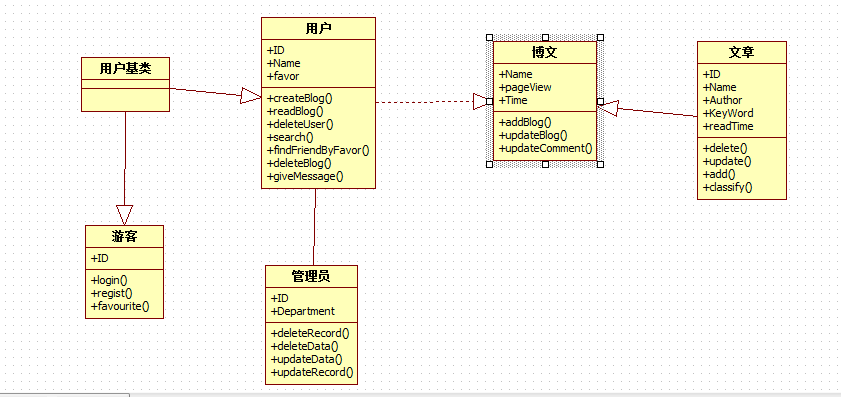 用户基类
用户
+ID
+Name
+favor
+createBlog()
+readBlog()
+deleteUser()
+search()
+findFriendByFavor()
+deleteBlog()
+giveMessage()
博文
+Name
+pageView
+Time
+addBlog()
+updateBlog()
+updateComment()
文章
+ID
+Name
+Author
+KeyWord
+readTime
+delete()
+update()
+add()
+classify()
游客
+ID
+login()
+regist()
+favourite()
管理员
+ID
+Department
+deleteRecord()
+deleteData()
+updateData()
+updateRecord()